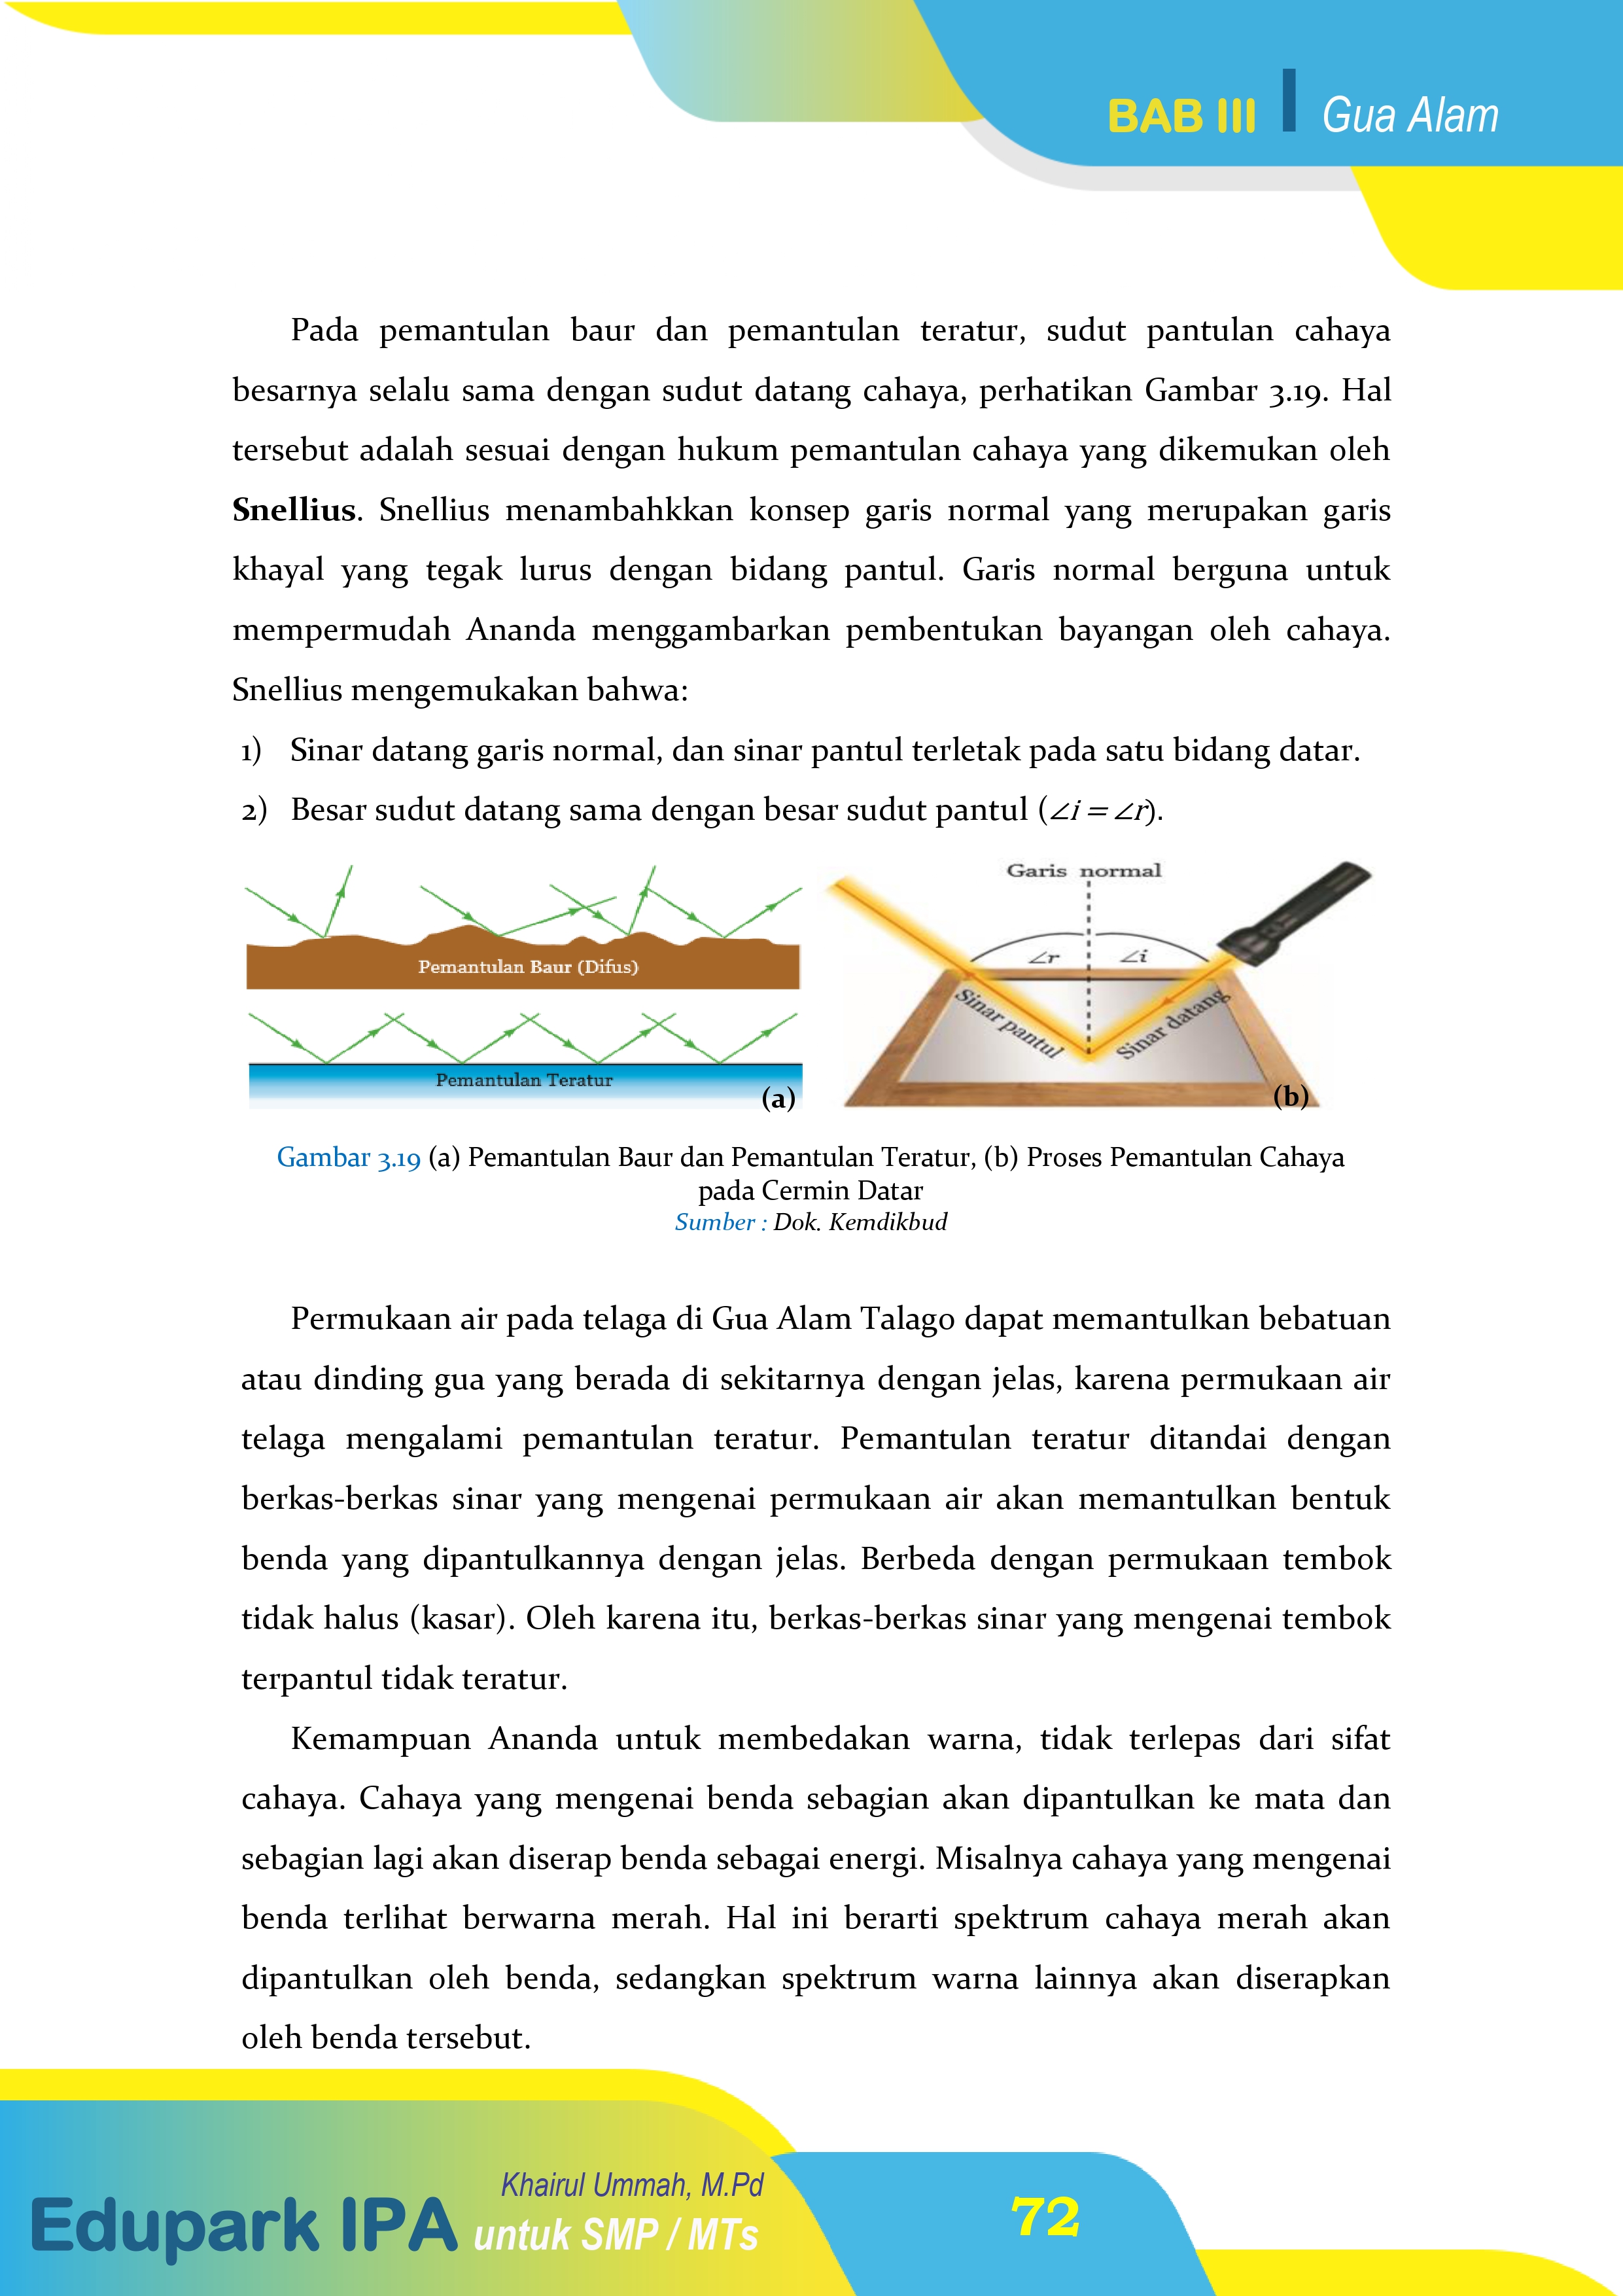 BAB III | Gua Alam
Pada pemantulan baur dan pemantulan teratur, sudut pantulan cahaya
besarnya selalu sama dengan sudut datang cahaya, perhatikan Gambar 3.19. Hal
tersebut adalah sesuai dengan hukum pemantulan cahaya yang dikemukan oleh
Snellius. Snellius menambahkkan konsep garis normal yang merupakan garis
khayal yang tegak lurus dengan bidang pantul. Garis normal berguna untuk
mempermudah Ananda menggambarkan pembentukan bayangan oleh cahaya.
Snellius mengemukakan bahwa:
1) Sinar datang garis normal, dan sinar pantul terletak pada satu bidang datar.
2) Besar sudut datang sama dengan besar sudut pantul (∠i = ∠r).
Pemantulan Baur (Difus)
Pemantulan Teratur
(a)
Garis normal
∠r ∠i
Sinar pantul
Sinar datang
(b)
Gambar 3.19 (a) Pemantulan Baur dan Pemantulan Teratur, (b) Proses Pemantulan Cahaya
pada Cermin Datar
Sumber : Dok. Kemdikbud
Permukaan air pada telaga di Gua Alam Talago dapat memantulkan bebatuan
atau dinding gua yang berada di sekitarnya dengan jelas, karena permukaan air
telaga mengalami pemantulan teratur. Pemantulan teratur ditandai dengan
berkas-berkas sinar yang mengenai permukaan air akan memantulkan bentuk
benda yang dipantulkannya dengan jelas. Berbeda dengan permukaan tembok
tidak halus (kasar). Oleh karena itu, berkas-berkas sinar yang mengenai tembok
terpantul tidak teratur.
Kemampuan Ananda untuk membedakan warna, tidak terlepas dari sifat
cahaya. Cahaya yang mengenai benda sebagian akan dipantulkan ke mata dan
sebagian lagi akan diserap benda sebagai energi. Misalnya cahaya yang mengenai
benda terlihat berwarna merah. Hal ini berarti spektrum cahaya merah akan
dipantulkan oleh benda, sedangkan spektrum warna lainnya akan diserapkan
oleh benda tersebut.
Khairul Ummah, M.Pd
Edupark IPA untuk SMP / MTs
72